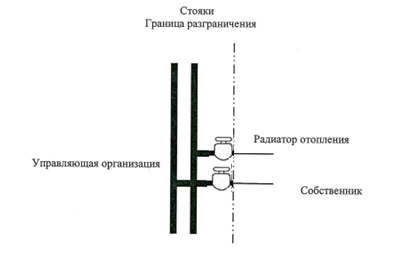 Стояки
Граница разграничения
Радиатор отопления
Управляющая организация
Собственник